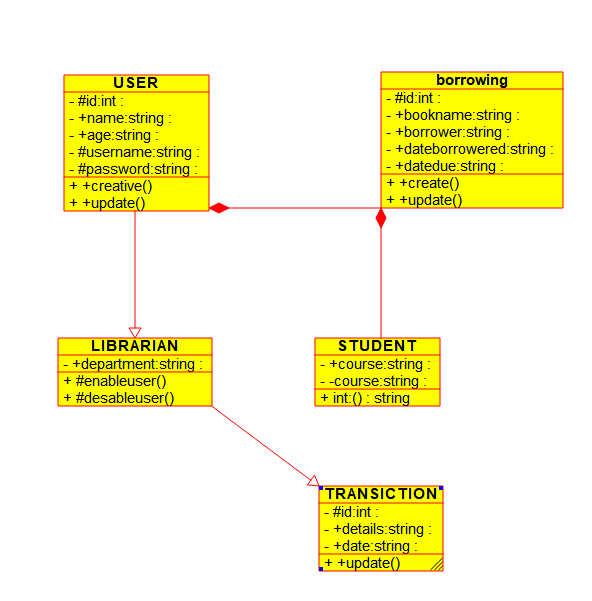 USER
- #id:int :
- +name:string :
- +age:string :
- #username:string :
- #password:string :
+ +creative()
+ +update()
borrowing
- #id:int :
- +bookname:string :
- +borrower:string :
- +dateborrowered:string :
- +datedue:string :
+ +create()
+ +update()
LIBRARIAN
- +department:string :
+ #enableuser()
+ #desableuser()
STUDENT
- +course:string :
- -course:string :
+ int:() : string
TRANSICTION
- #id:int :
- +details:string :
- +date:string :
+ +update()